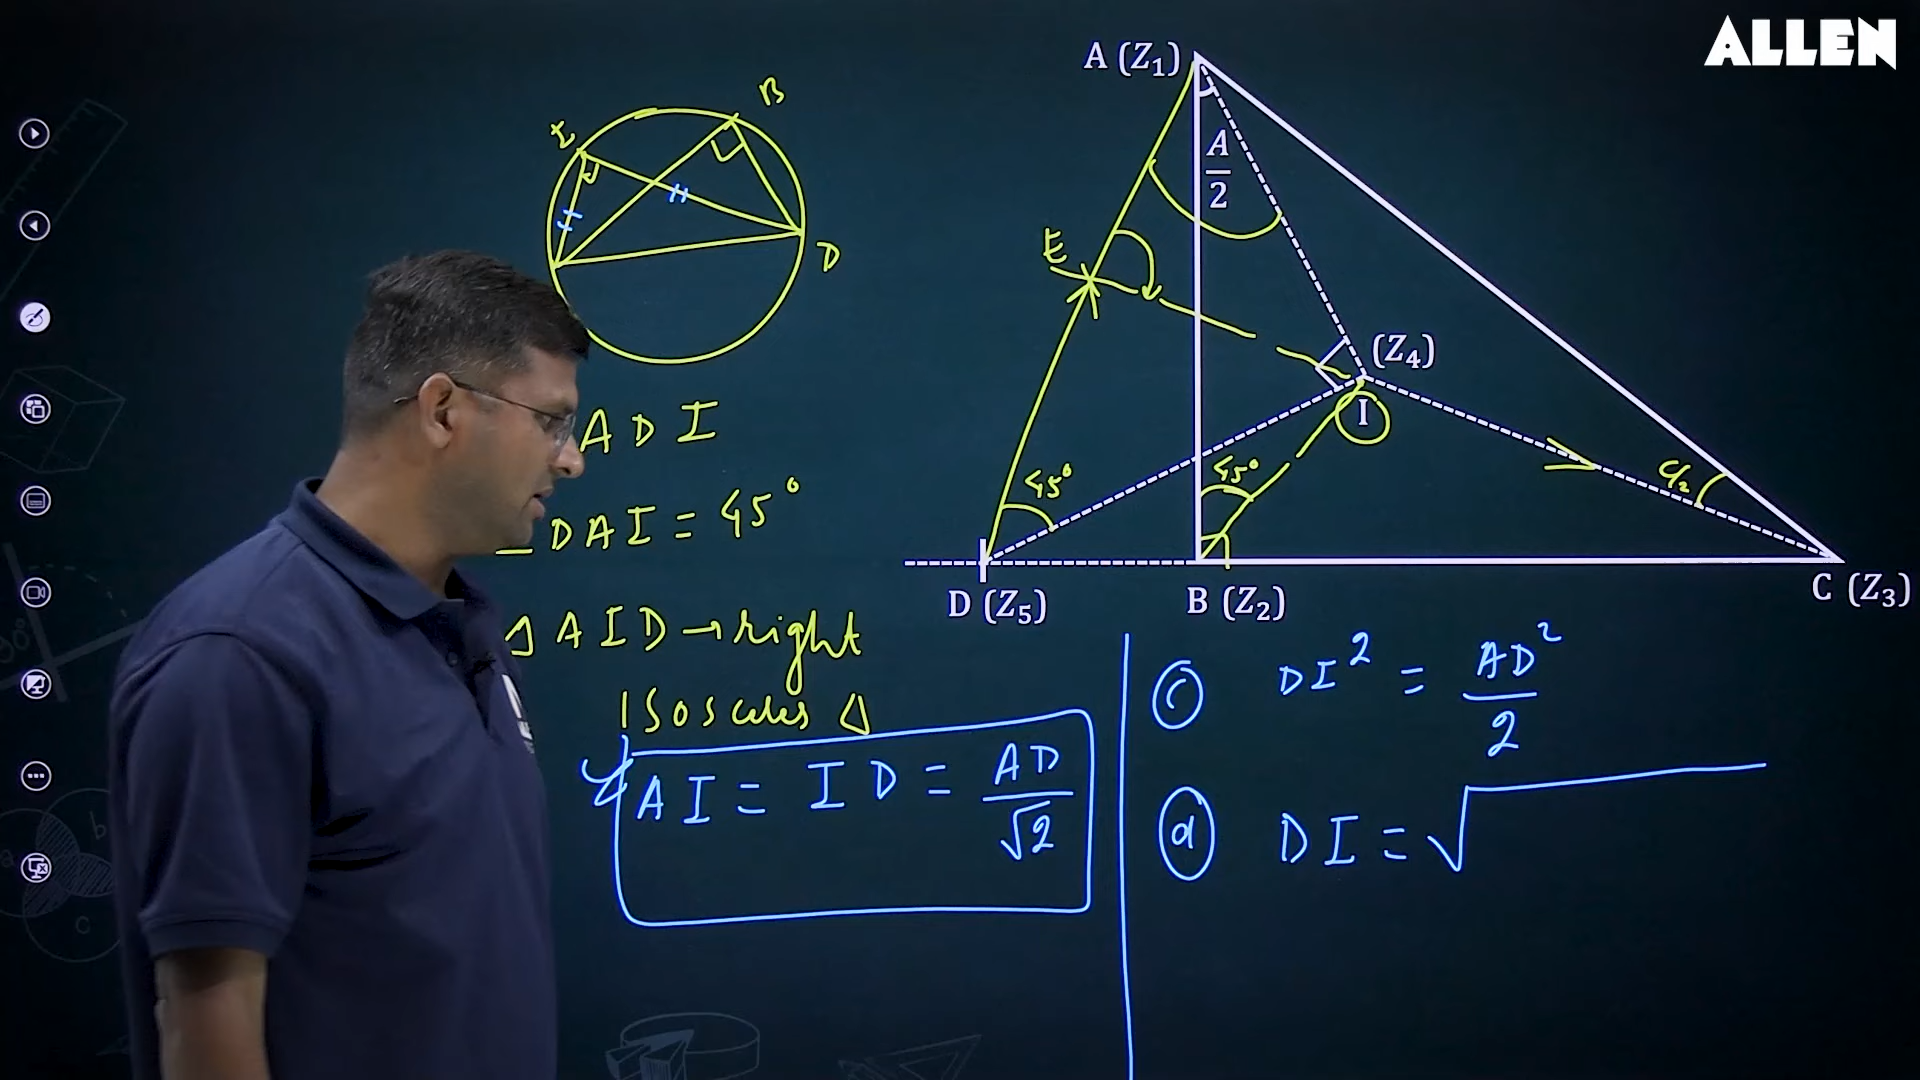 ALLEN
B
I
D
A D I
DAI = 45°
Δ AID → right
Isosceles Δ
AI = ID = AD/√2
A (Z₁)
A/2
E
(Z₄)
I
45°
45°
C/2
D (Z₅)
B (Z₂)
C (Z₃)
(c) DI² = AD²/2
(d) DI = √
b
c